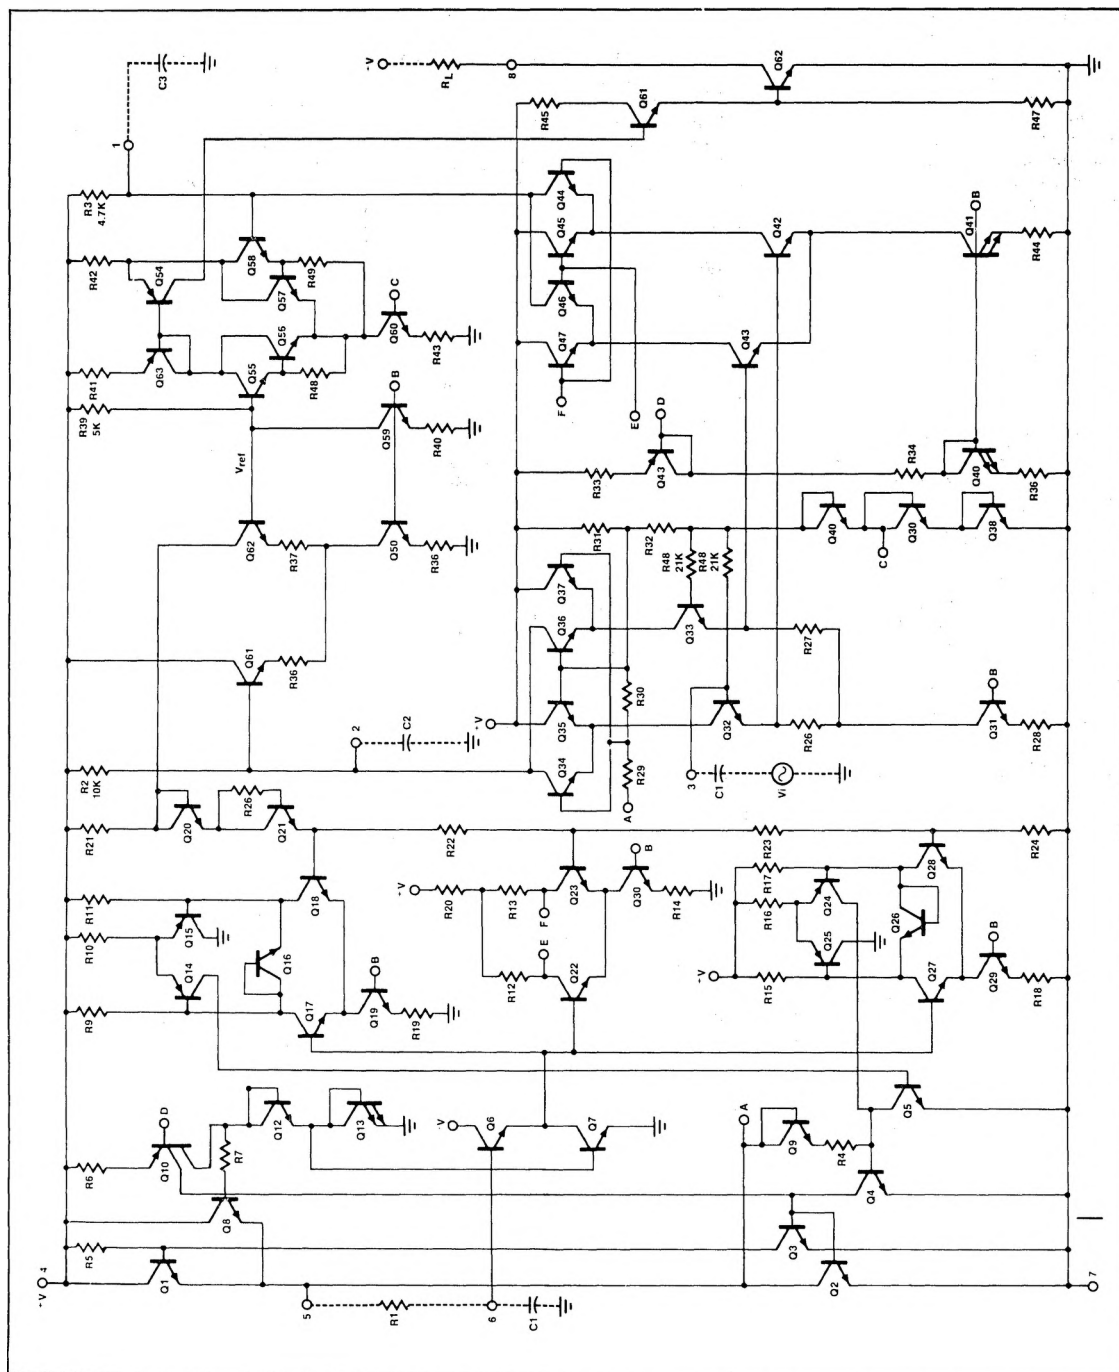 -V
4
R5
Q1
R6
Q10
D
Q8
R7
Q12
Q13
5
R1
6
C1
-V
Q6
Q7
A
Q9
R4
Q3
Q4
Q5
Q2
7
R9
R10
R11
Q14
Q15
Q16
Q17
Q18
Q19
B
R19
R21
Q20
R26
Q21
R22
-V
R20
R12
R13
E
F
Q22
Q23
Q30
B
R14
-V
R15
R16
R17
R23
Q25
Q24
Q26
Q27
Q28
Q29
B
R18
R24
R2
10K
2
C2
Q61
R36
Q62
R37
Q50
R36
Vref
R39
5K
R41
R42
R3
4.7K
1
C3
Q63
Q54
Q55
Q56
Q57
Q58
R48
R49
Q59
B
R40
Q60
C
R43
-V
Q34
Q35
Q36
Q37
R29
A
R30
R31
R32
R48
21K
R48
21K
3
C1
Vi
Q32
Q33
R26
R27
Q31
B
R28
R33
Q43
D
R34
Q40
C
Q30
Q38
Q40
R36
F
E
Q47
Q46
Q45
Q44
Q43
Q42
Q41
B
R44
-V
RL
8
R45
Q61
Q62
R47